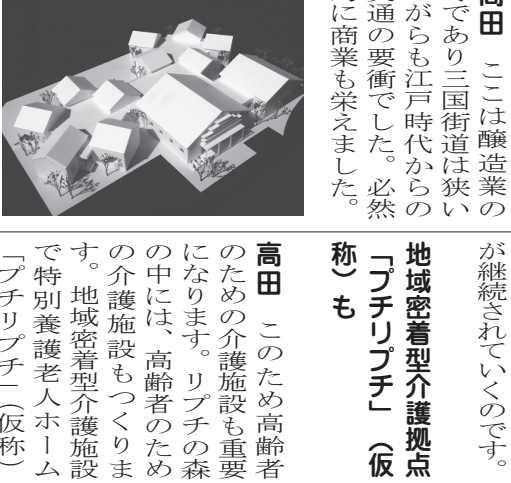 高田　ここは醸造業の
町であり三国街道は狭い
ながらも江戸時代からの
交通の要衝でした。必然
的に商業も栄えました。
が継続されていくのです。
地域密着型介護拠点
「プチリプチ」（仮
称）も
高田　このため高齢者
のための介護施設も重要
になります。リプチの森
の中には、高齢者のため
の介護施設もつくりま
す。地域密着型介護施設
で特別養護老人ホーム
「プチリプチ」（仮称）